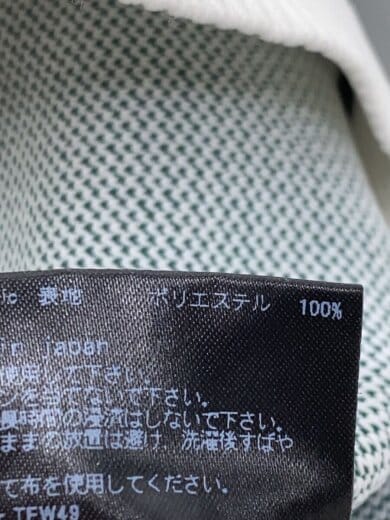 ic 表地 ポリエステル 100%
in japan
使用して下さい。
ンを当てないで下さい。
長時間の浸漬はしないで下さい。
ままの放置は避け、洗濯後すばや
て布を使用してください。
TFW49